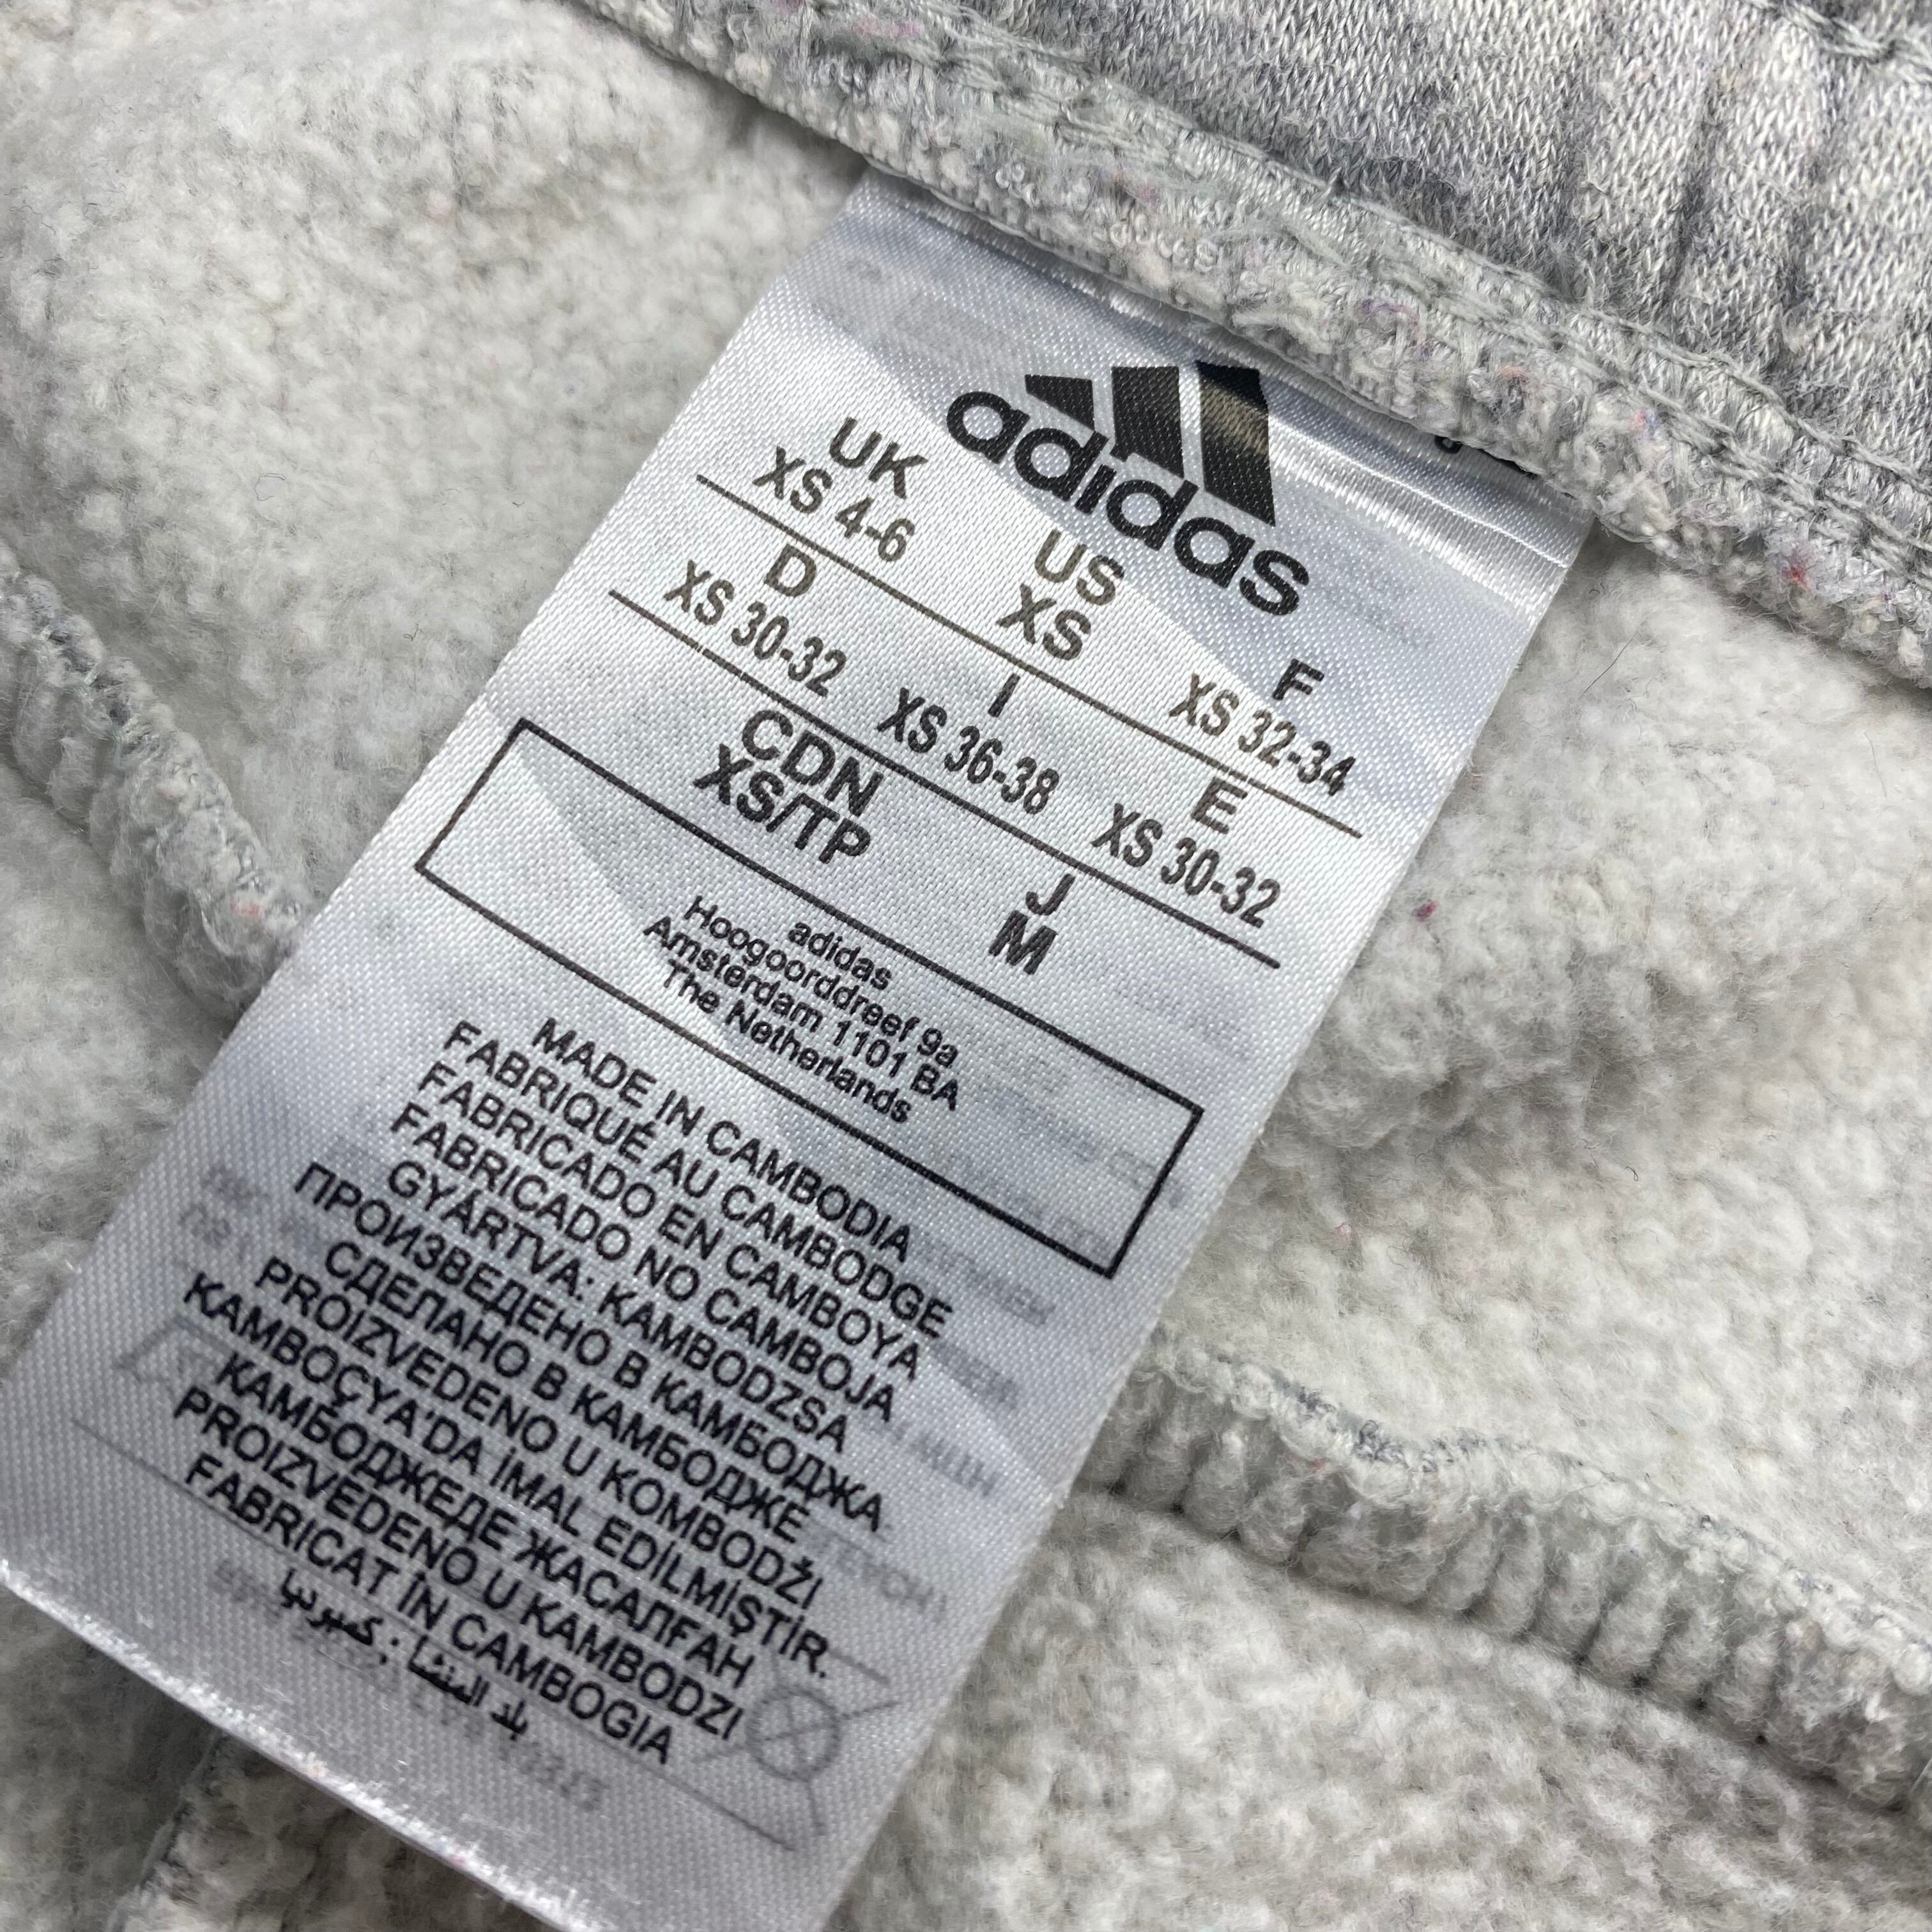 adidas
UK US F
XS 4-6 XS XS 32-34
D I E
XS 30-32 XS 36-38 XS 30-32
CDN J
XS/TP M
adidas
Hoogoorddreef 9a
Amsterdam 1101 BA
The Netherlands
MADE IN CAMBODIA
FABRIQUÉ AU CAMBODGE
FABRICADO EN CAMBOYA
FABRICADO NO CAMBOJA
GYÁRTVA: KAMBODZSA
ПРОИЗВЕДЕНО В КАМБОДЖА
СДЕЛАНО В КАМБОДЖЕ
PROIZVEDENO U KOMBODŽI
KAMBOÇYA'DA İMAL EDİLMİŞTİR.
КАМБОДЖЕДЕ ЖАСАЛҒАН
PROIZVEDENO U KAMBODZI
FABRICAT ÎN CAMBOGIA
بلد المنشأ : كمبوديا